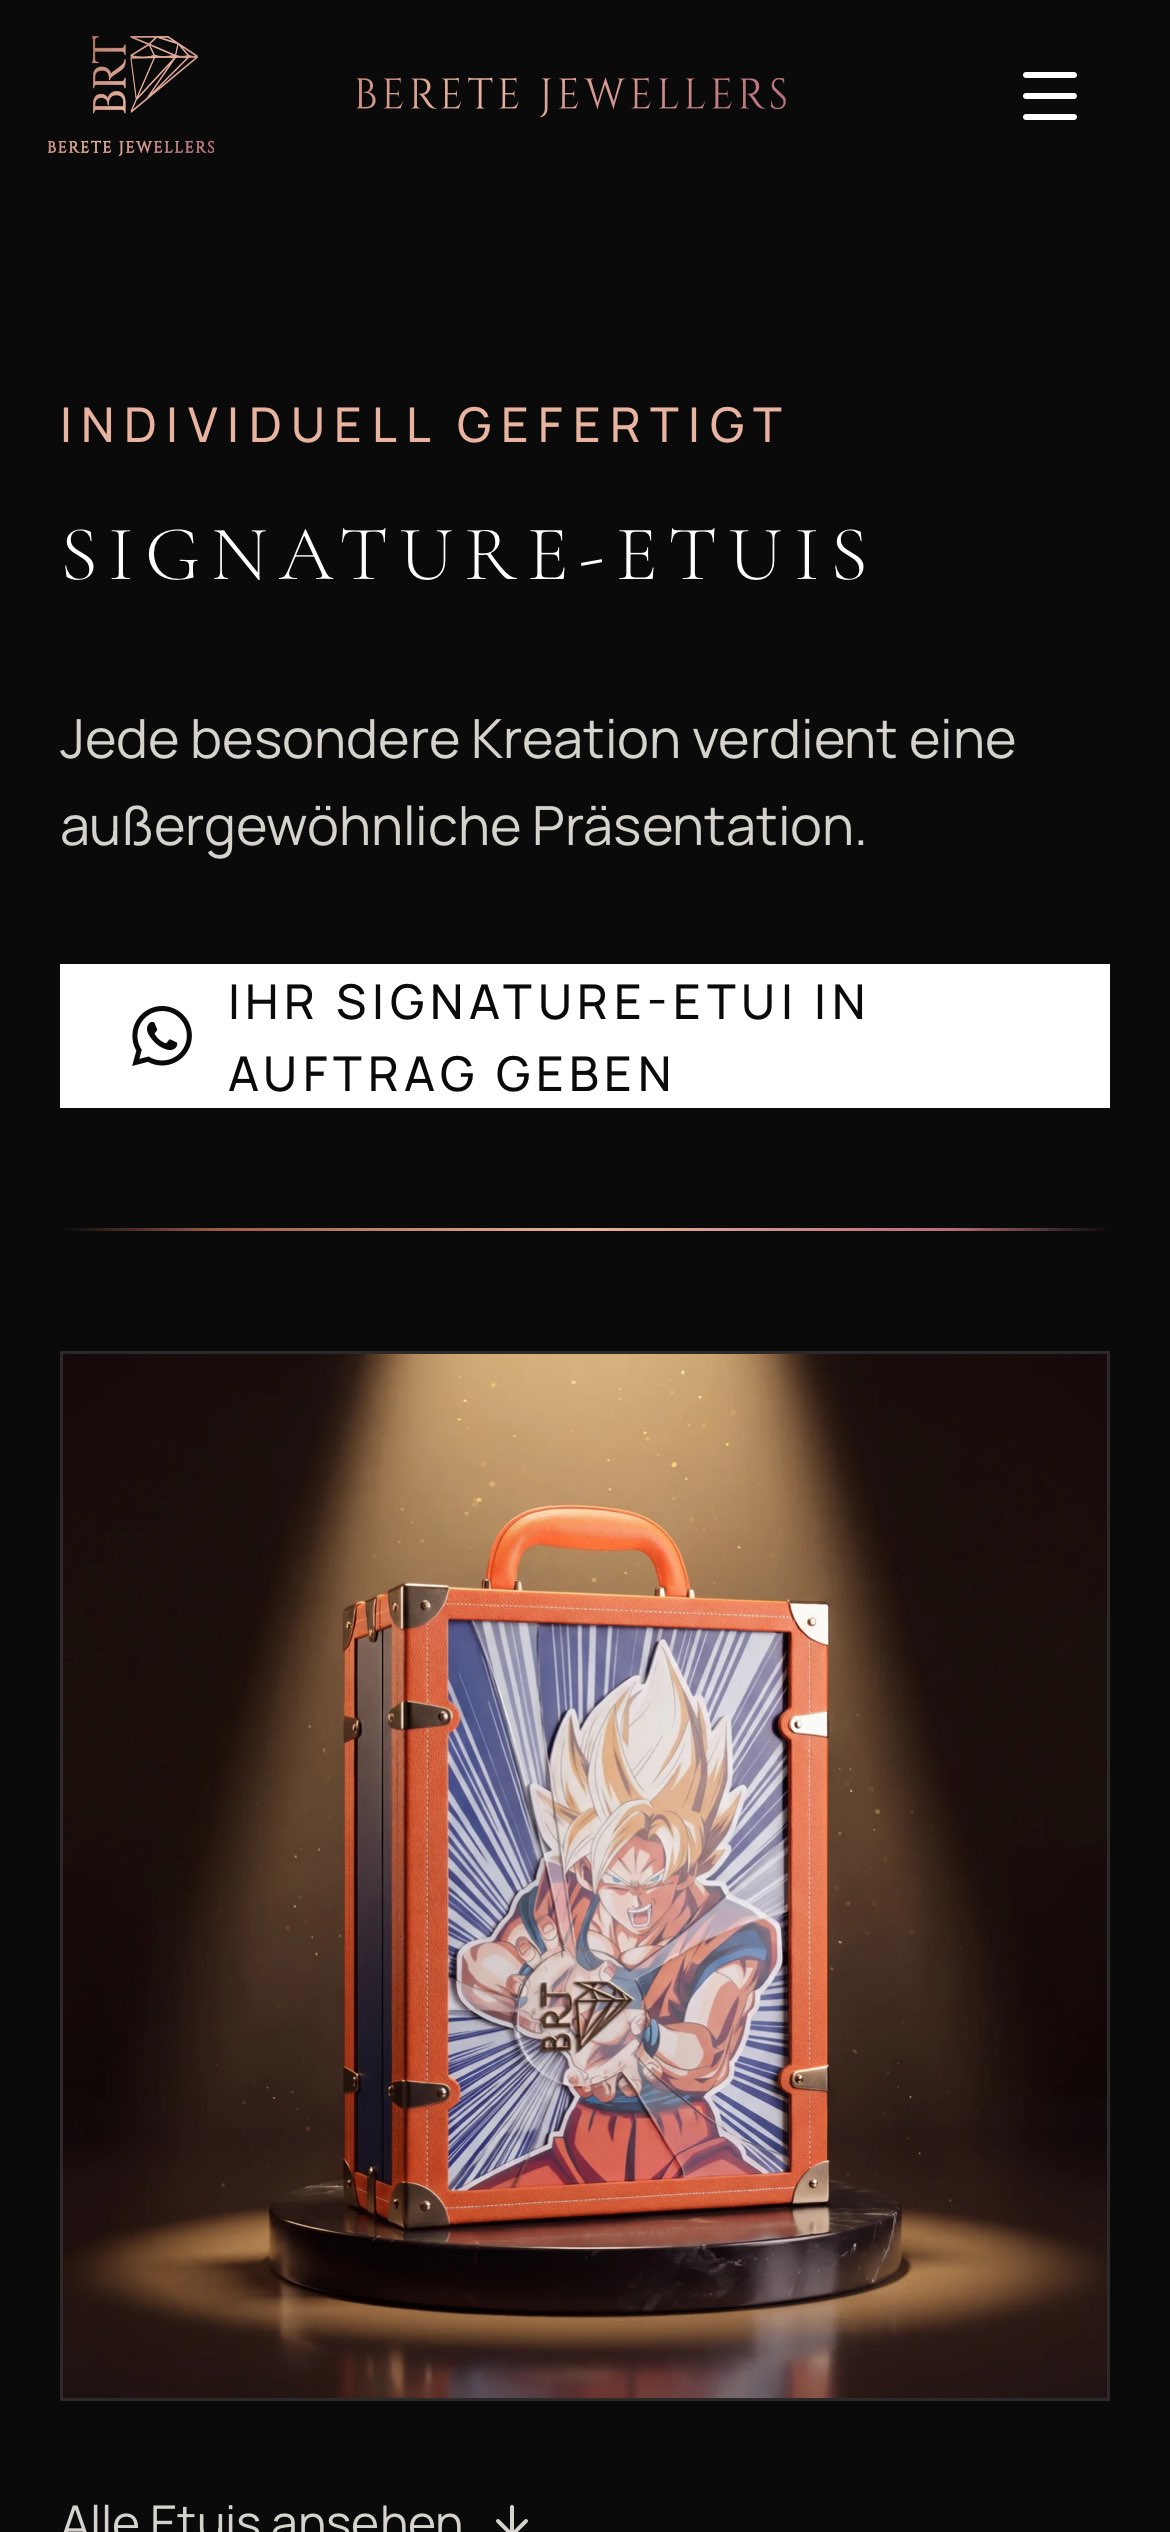 BRT
BERETE JEWELLERS
BERETE JEWELLERS
INDIVIDUELL GEFERTIGT
SIGNATURE-ETUIS
Jede besondere Kreation verdient eine
außergewöhnliche Präsentation.
IHR SIGNATURE-ETUI IN
AUFTRAG GEBEN
BRJ
Alle Etuis ansehen ↓